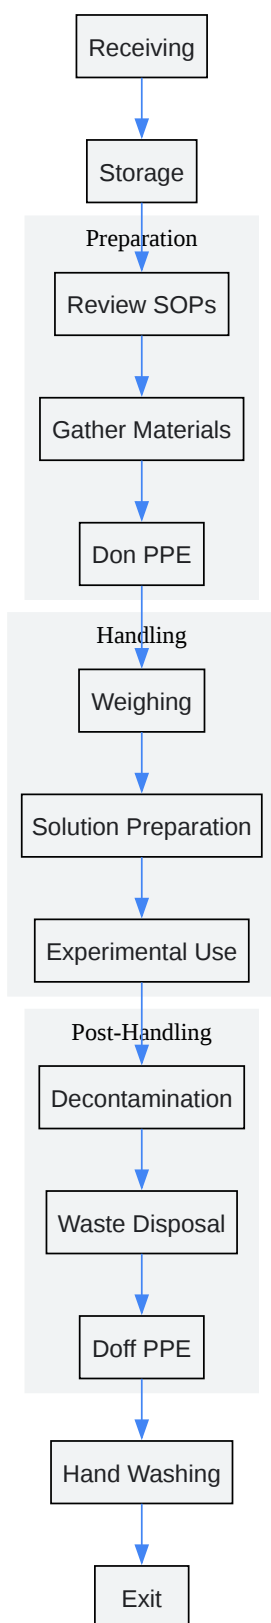 Receiving
Storage
Preparation
Review SOPs
Gather Materials
Don PPE
Handling
Weighing
Solution Preparation
Experimental Use
Post-Handling
Decontamination
Waste Disposal
Doff PPE
Hand Washing
Exit